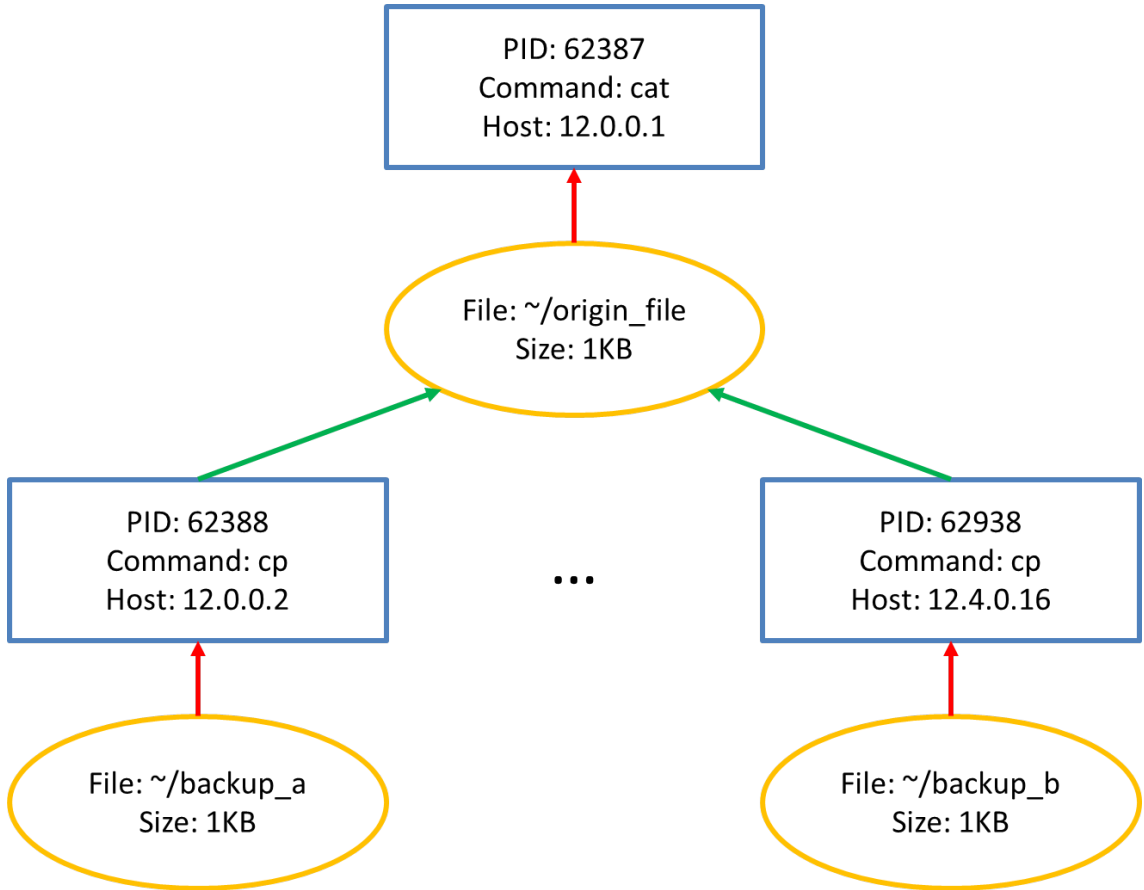 PID: 62387
Command: cat
Host: 12.0.0.1
File: ~/origin_file
Size: 1KB
PID: 62388
Command: cp
Host: 12.0.0.2
...
PID: 62938
Command: cp
Host: 12.4.0.16
File: ~/backup_a
Size: 1KB
File: ~/backup_b
Size: 1KB